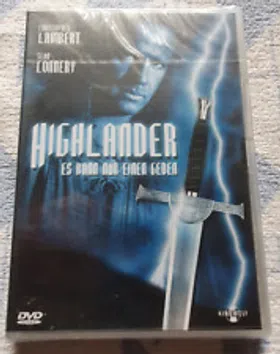 CHRISTOPHER
LAMBERT
SEAN
CONNERY
HIGHLANDER
ES KANN NUR EINEN GEBEN
DVD
KINOWELT